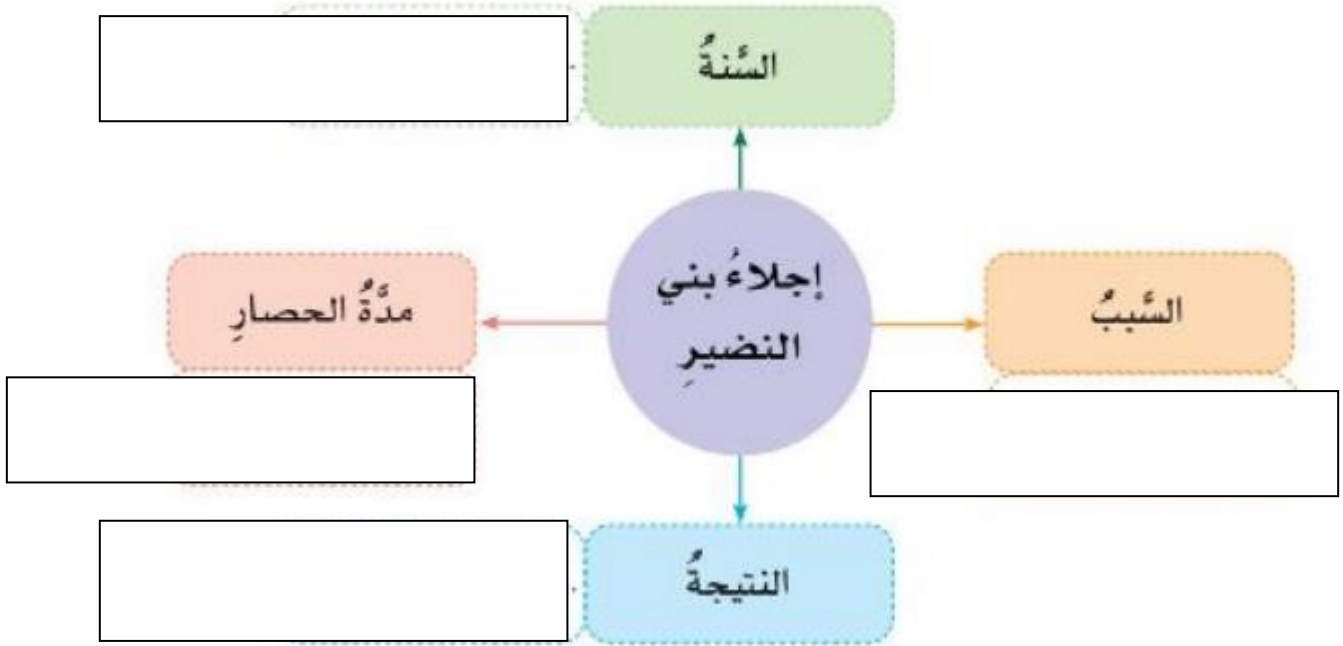 السَّنةُ
إجلاءُ بني
النضيرِ
السَّببُ
مدَّةُ الحصارِ
النتيجةُ